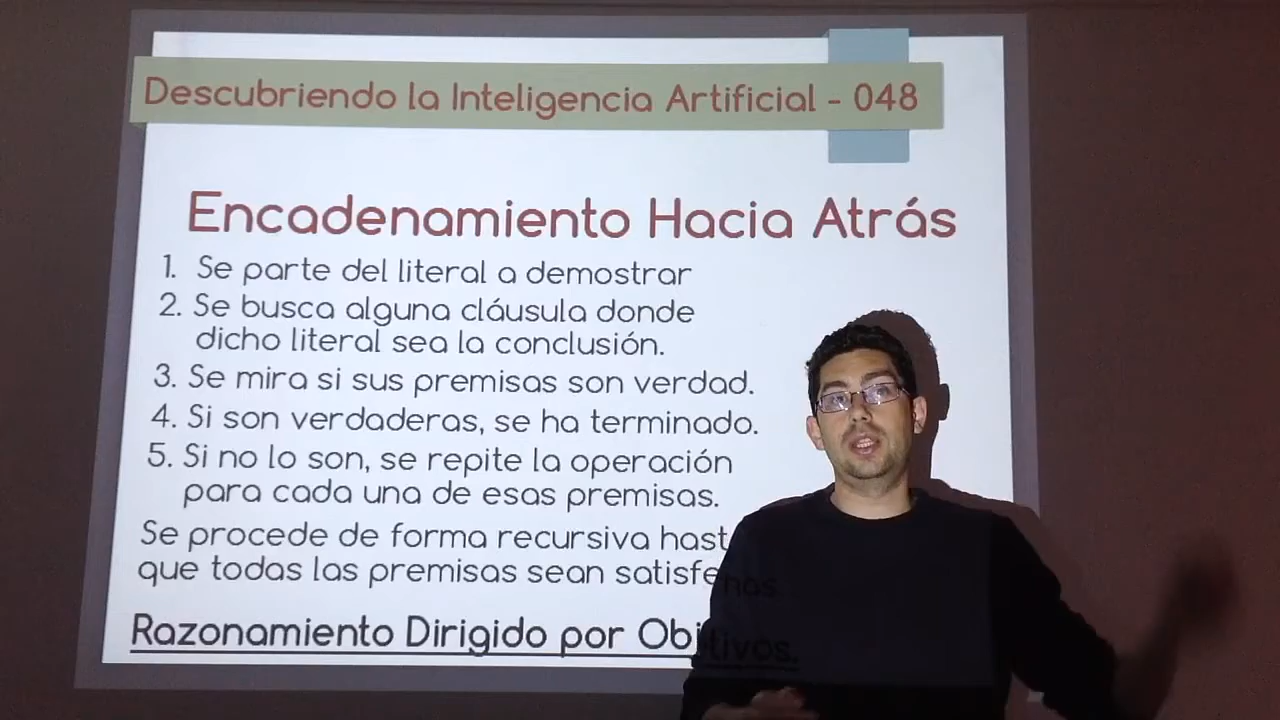 Descubriendo la Inteligencia Artificial - 048
Encadenamiento Hacia Atrás
1. Se parte del literal a demostrar
2. Se busca alguna cláusula donde
dicho literal sea la conclusión.
3. Se mira si sus premisas son verdad.
4. Si son verdaderas, se ha terminado.
5. Si no lo son, se repite la operación
para cada una de esas premisas.
Se procede de forma recursiva hast
que todas las premisas sean
Razonamiento Dirigido por